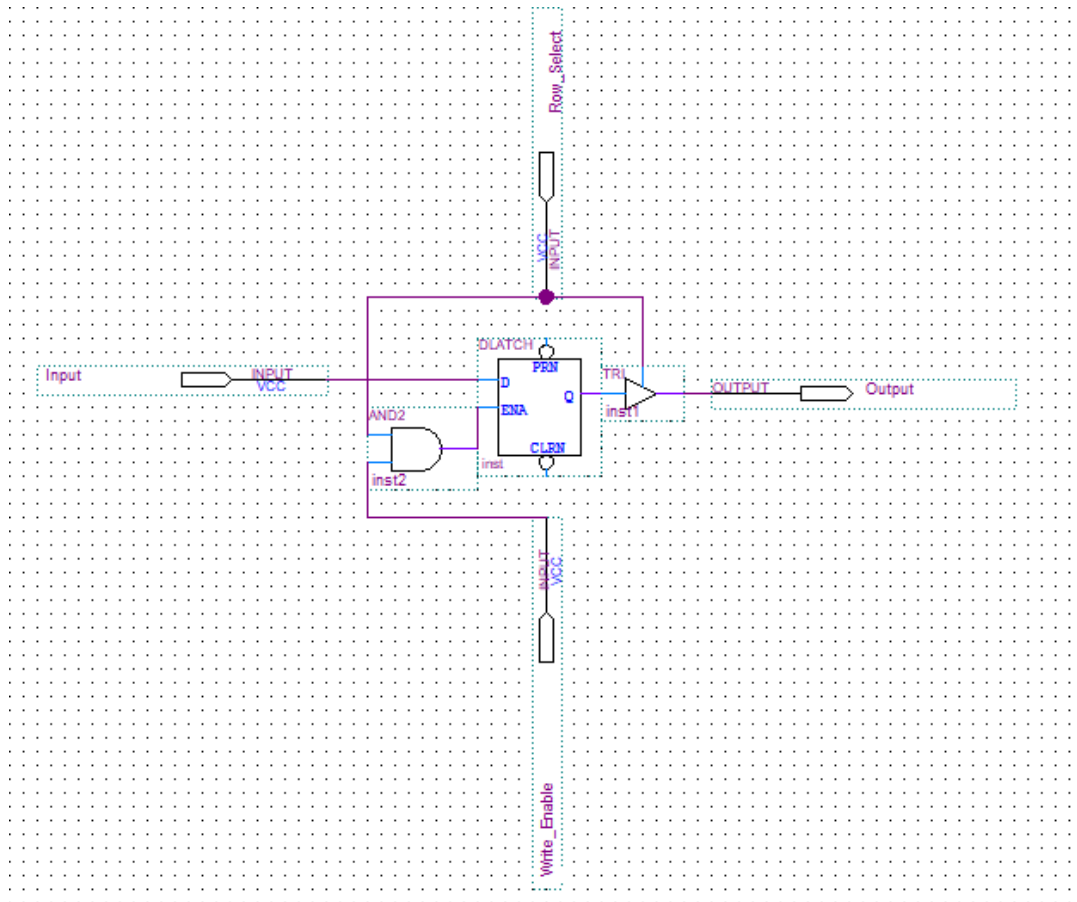 Row_Select
VCC
INPUT
DLATCH
PRN
D
Q
ENA
CLRN
inst
TRI
inst1
OUTPUT
Output
Input
INPUT
VCC
AND2
inst2
INPUT
VCC
Write_Enable